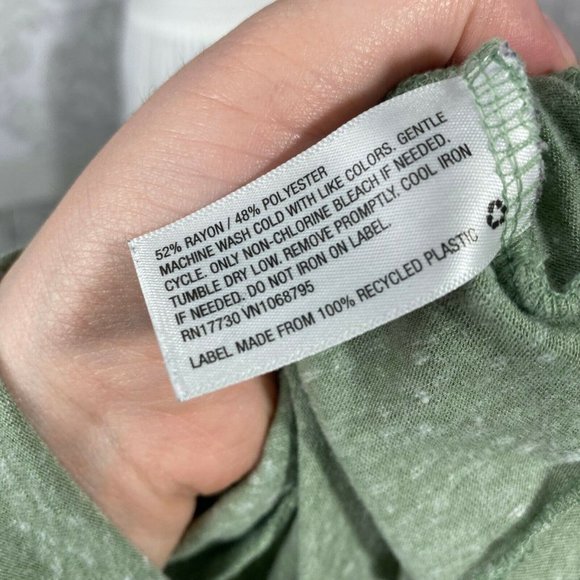 52% RAYON / 48% POLYESTER
MACHINE WASH COLD WITH LIKE COLORS. GENTLE
CYCLE. ONLY NON-CHLORINE BLEACH IF NEEDED.
TUMBLE DRY LOW. REMOVE PROMPTLY. COOL IRON
IF NEEDED. DO NOT IRON ON LABEL.
RN17730 VN1068795
LABEL MADE FROM 100% RECYCLED PLASTIC